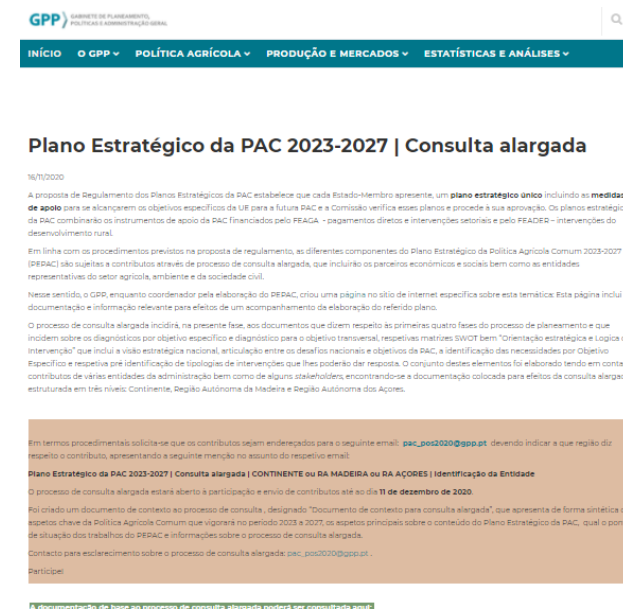 GPP GABINETE DE PLANEAMENTO,
POLÍTICAS E ADMINISTRAÇÃO GERAL
INÍCIO O GPP POLÍTICA AGRÍCOLA PRODUÇÃO E MERCADOS ESTATÍSTICAS E ANÁLISES
Plano Estratégico da PAC 2023-2027 | Consulta alargada
16/11/2020
A proposta de Regulamento dos Planos Estratégicos da PAC estabelece que cada Estado-Membro apresente, um plano estratégico único incluindo as medidas
de apoio para se alcançarem os objetivos específicos da UE para a futura PAC e a Comissão verifica esses planos e procede à sua aprovação. Os planos
da PAC combinarão os instrumentos de apoio da PAC financiados pelo FEAGA - pagamentos diretos e intervenções setoriais e pelo FEADER – intervenções do
desenvolvimento rural.
Em linha com os procedimentos previstos na proposta de regulamento, as diferentes componentes do Plano Estratégico da Política Agrícola Comum 2023-2027
(PEPAC) são sujeitas a contributos através de processo de consulta alargada, que incluirão os parceiros económicos e sociais bem como as entidades
representativas do setor agrícola, ambiente e da sociedade civil.
Nesse sentido, o GPP, enquanto coordenador pela elaboração do PEPAC, criou uma página no sítio de internet específica sobre esta temática: Esta página inclui
documentação e informação relevante para efeitos de um acompanhamento da elaboração do referido plano.
O processo de consulta alargada incidirá, na presente fase, aos documentos que dizem respeito às primeiras quatro fases do processo de planeamento e que
incidem sobre os diagnósticos por objetivo específico e diagnóstico para o objetivo transversal, respetivas matrizes SWOT bem "Orientação estratégica e Logica
Intervenção" que inclui a visão estratégica nacional, articulação entre os desafios nacionais e objetivos da PAC, a identificação das necessidades por Objetivo
Específico e respetiva pré identificação de tipologias de intervenções que lhes poderão dar resposta. O conjunto destes elementos foi elaborado tendo em conta
contributos de várias entidades da administração bem como de alguns stakeholders, encontrando-se a documentação colocada para efeitos da consulta
estruturada em três níveis: Continente, Região Autónoma da Madeira e Região Autónoma dos Açores.
Em termos procedimentais solicita-se que os contributos sejam endereçados para o seguinte email: pac_pos2020@gpp.pt devendo indicar a que região diz
respeito o contributo, apresentando a seguinte menção no assunto do respetivo email:
Plano Estratégico da PAC 2023-2027 | Consulta alargada | CONTINENTE ou RA MADEIRA ou RA AÇORES | Identificação da Entidade
O processo de consulta alargada estará aberto à participação e envio de contributos até ao dia 11 de dezembro de 2020.
Foi criado um documento de contexto ao processo de consulta , designado "Documento de contexto para consulta alargada", que apresenta de forma sintética
aspetos chave da Política Agrícola Comum que vigorará no período 2023 a 2027, os aspetos principais sobre o conteúdo do Plano Estratégico da PAC, qual o
de situação dos trabalhos do PEPAC e informações sobre o processo de consulta alargada.
Contacto para esclarecimento sobre o processo de consulta alargada: pac_pos2020@gpp.pt .
Participe!
A documentação de base ao processo de consulta alargada poderá ser consultada aqui: